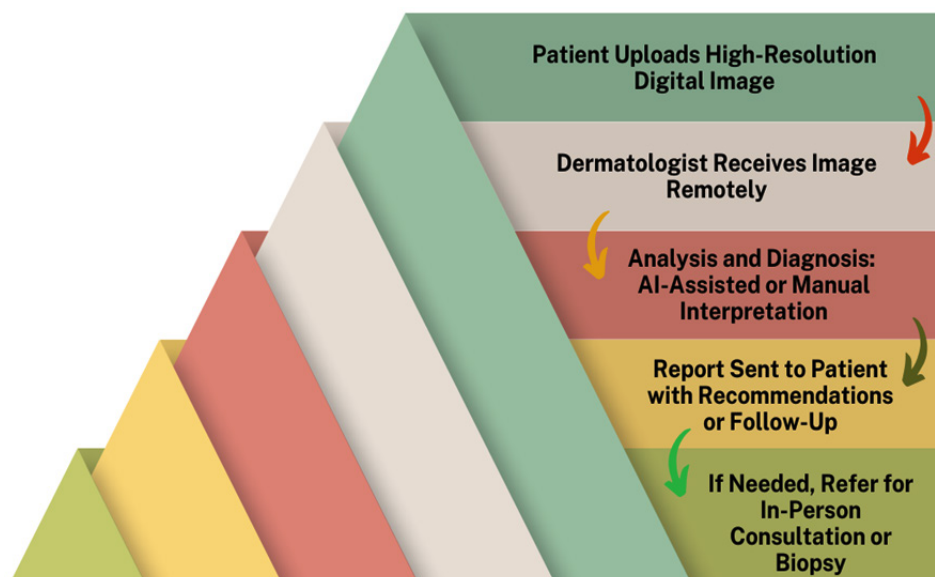 Patient Uploads High-Resolution
Digital Image
Dermatologist Receives Image
Remotely
Analysis and Diagnosis:
AI-Assisted or Manual
Interpretation
Report Sent to Patient
with Recommendations
or Follow-Up
If Needed, Refer for
In-Person
Consultation or
Biopsy